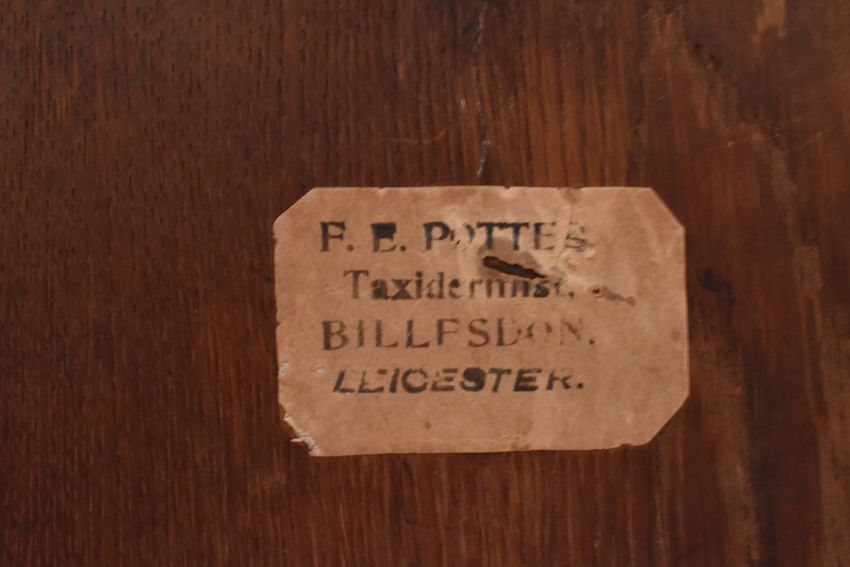 F. E. POTTER
Taxidermist,
BILLESDON,
LEICESTER.